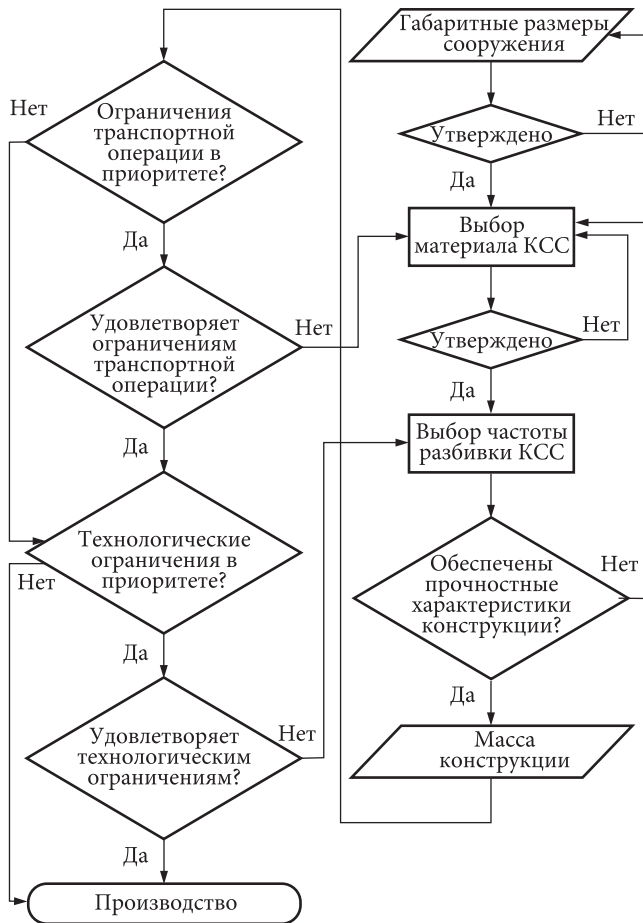 Габаритные размеры
сооружения
Нет
Утверждено
Да
Выбор
материала КСС
Нет
Утверждено
Да
Выбор частоты
разбивки КСС
Нет
Обеспечены
прочностные
характеристики
конструкции?
Да
Масса
конструкции
Нет
Ограничения
транспортной
операции в
приоритете?
Да
Нет
Удовлетворяет
ограничениям
транспортной
операции?
Да
Технологические
ограничения в
приоритете?
Нет
Да
Нет
Удовлетворяет
технологическим
ограничениям?
Да
Производство